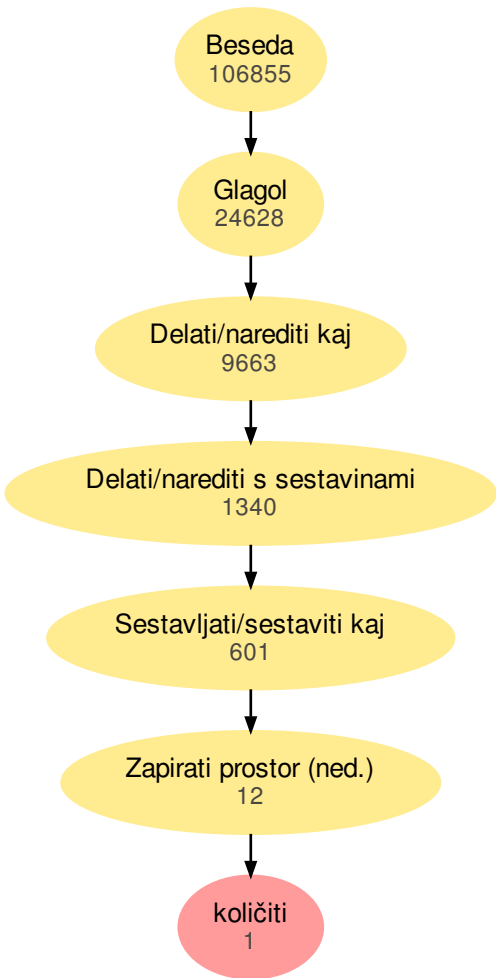 Beseda
106855
Glagol
24628
Delati/narediti kaj
9663
Delati/narediti s sestavinami
1340
Sestavljati/sestaviti kaj
601
Zapirati prostor (ned.)
12
količiti
1